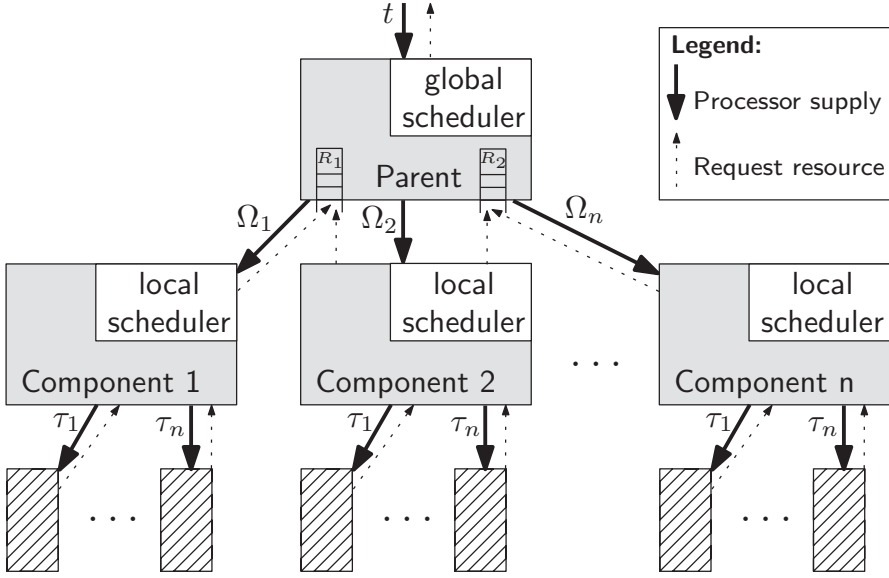 t
Legend:
Processor supply
Request resource
global
scheduler
R1
R2
Parent
Ω1
Ω2
Ωn
local
scheduler
Component 1
local
scheduler
Component 2
. . .
local
scheduler
Component n
τ1
τn
τ1
τn
τ1
τn
. . .
. . .
. . .